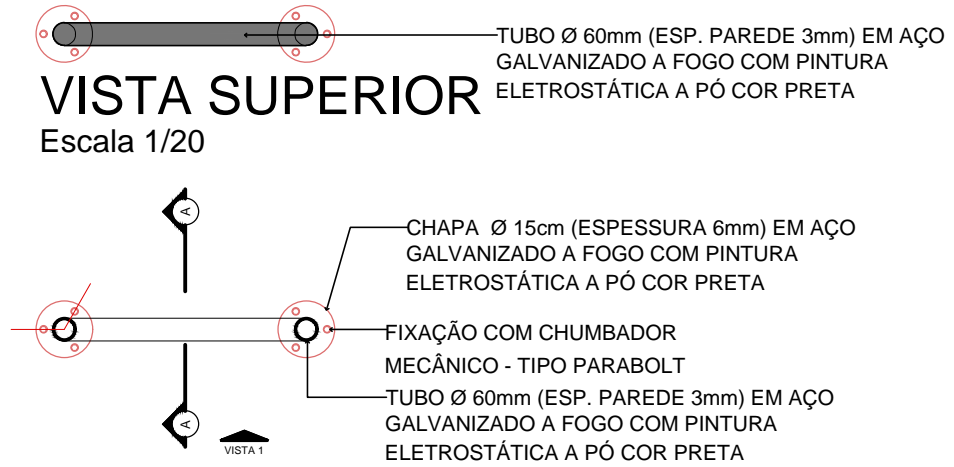 TUBO Ø 60mm (ESP. PAREDE 3mm) EM AÇO
GALVANIZADO A FOGO COM PINTURA
ELETROSTÁTICA A PÓ COR PRETA
VISTA SUPERIOR
Escala 1/20
A
CHAPA Ø 15cm (ESPESSURA 6mm) EM AÇO
GALVANIZADO A FOGO COM PINTURA
ELETROSTÁTICA A PÓ COR PRETA
FIXAÇÃO COM CHUMBADOR
MECÂNICO - TIPO PARABOLT
TUBO Ø 60mm (ESP. PAREDE 3mm) EM AÇO
GALVANIZADO A FOGO COM PINTURA
ELETROSTÁTICA A PÓ COR PRETA
A
VISTA 1